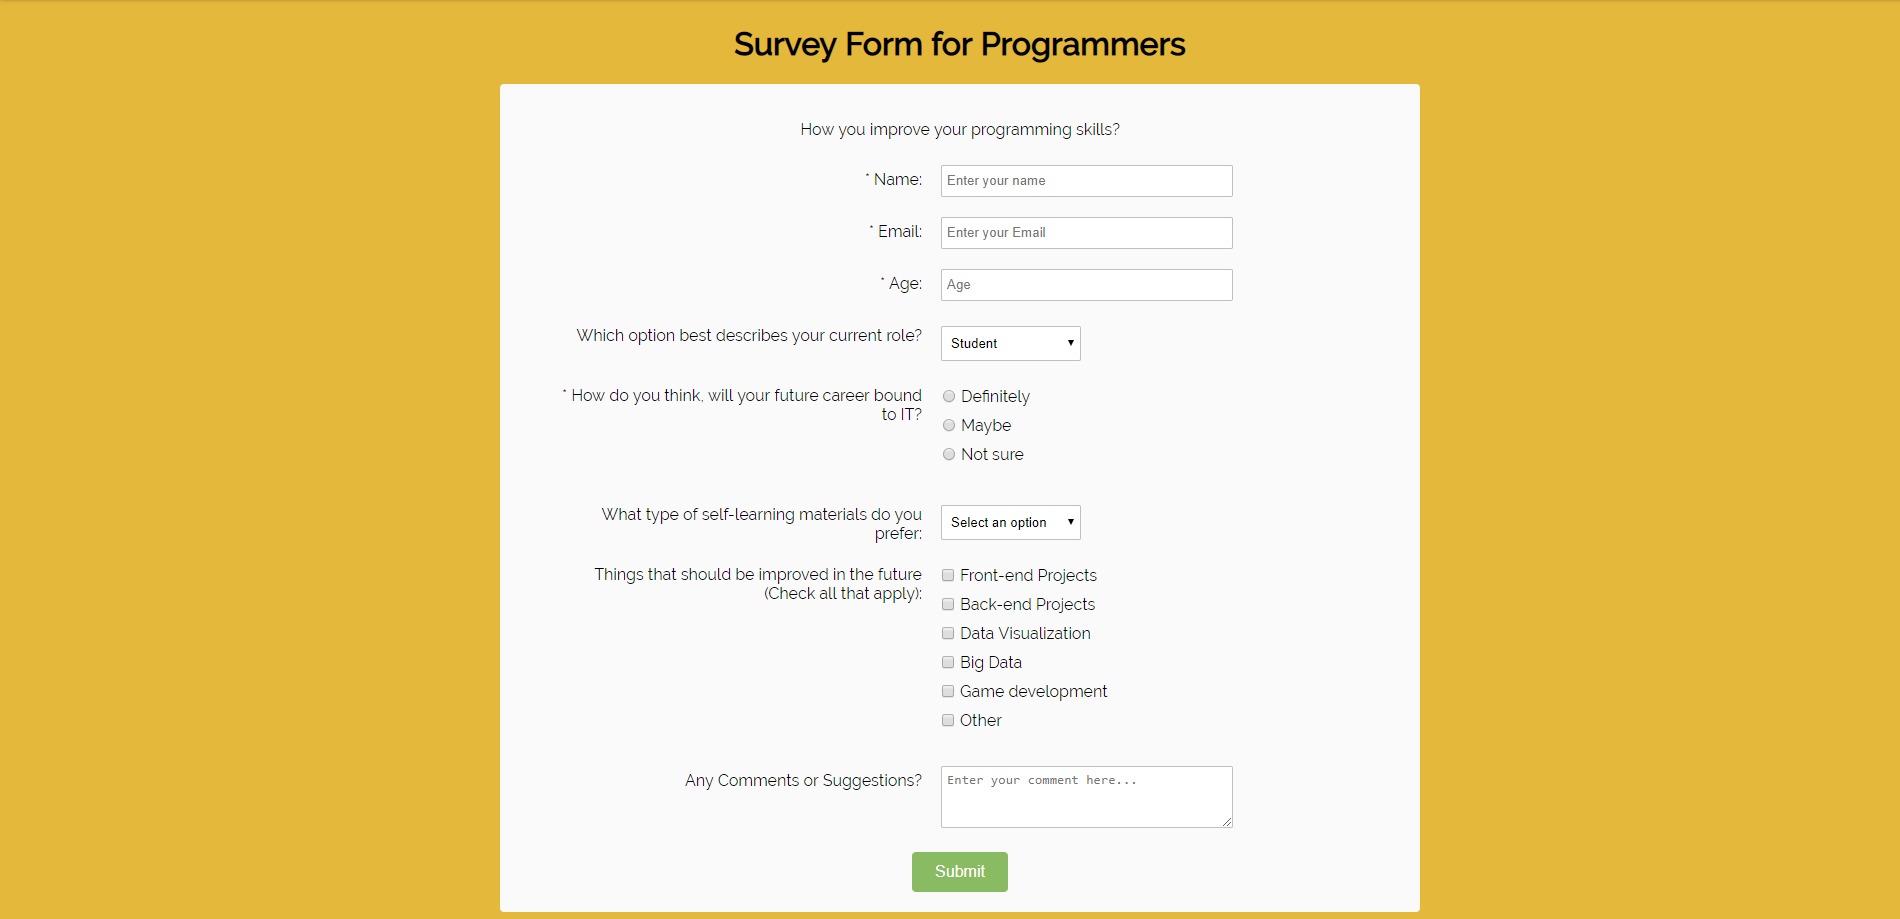 Survey Form for Programmers
How you improve your programming skills?
* Name: Enter your name
* Email: Enter your Email
* Age: Age
Which option best describes your current role? Student
* How do you think, will your future career bound
to IT?
Definitely
Maybe
Not sure
What type of self-learning materials do you
prefer:
Select an option
Things that should be improved in the future
(Check all that apply):
Front-end Projects
Back-end Projects
Data Visualization
Big Data
Game development
Other
Any Comments or Suggestions? Enter your comment here...
Submit